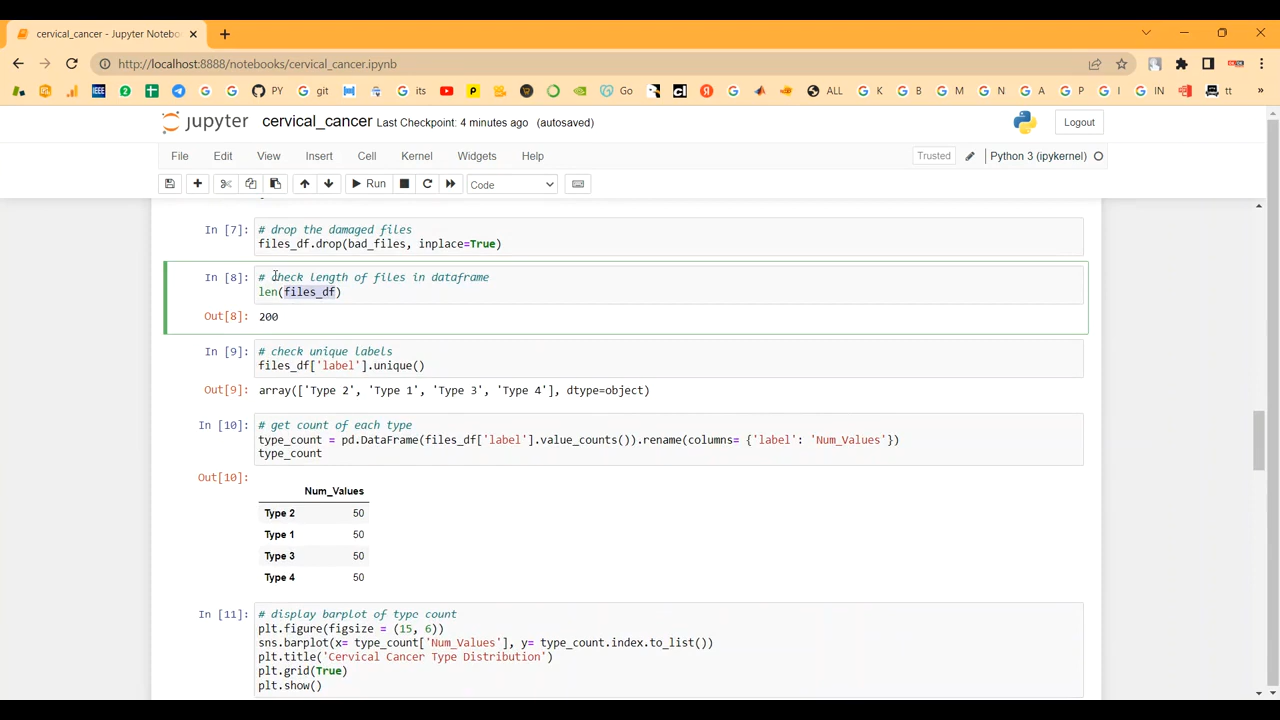 cervical_cancer - Jupyter Notebo
http://localhost:8888/notebooks/cervical_cancer.ipynb
PY
git
its
Go
ALL
K
B
M
N
A
P
I
IN
tt
»
jupyter cervical_cancer Last Checkpoint: 4 minutes ago (autosaved)
Logout
File Edit View Insert Cell Kernel Widgets Help
Trusted
Python 3 (ipykernel)
Run
Code
In [7]: # drop the damaged files
files_df.drop(bad_files, inplace=True)
In [8]: # check length of files in dataframe
len(files_df)
Out[8]: 200
In [9]: # check unique labels
files_df['label'].unique()
Out[9]: array(['Type 2', 'Type 1', 'Type 3', 'Type 4'], dtype=object)
In [10]: # get count of each type
type_count = pd.DataFrame(files_df['label'].value_counts()).rename(columns= {'label': 'Num_Values'})
type_count
Out[10]:
Num_Values
Type 2 50
Type 1 50
Type 3 50
Type 4 50
In [11]: # display barplot of type count
plt.figure(figsize = (15, 6))
sns.barplot(x= type_count['Num_Values'], y= type_count.index.to_list())
plt.title('Cervical Cancer Type Distribution')
plt.grid(True)
plt.show()